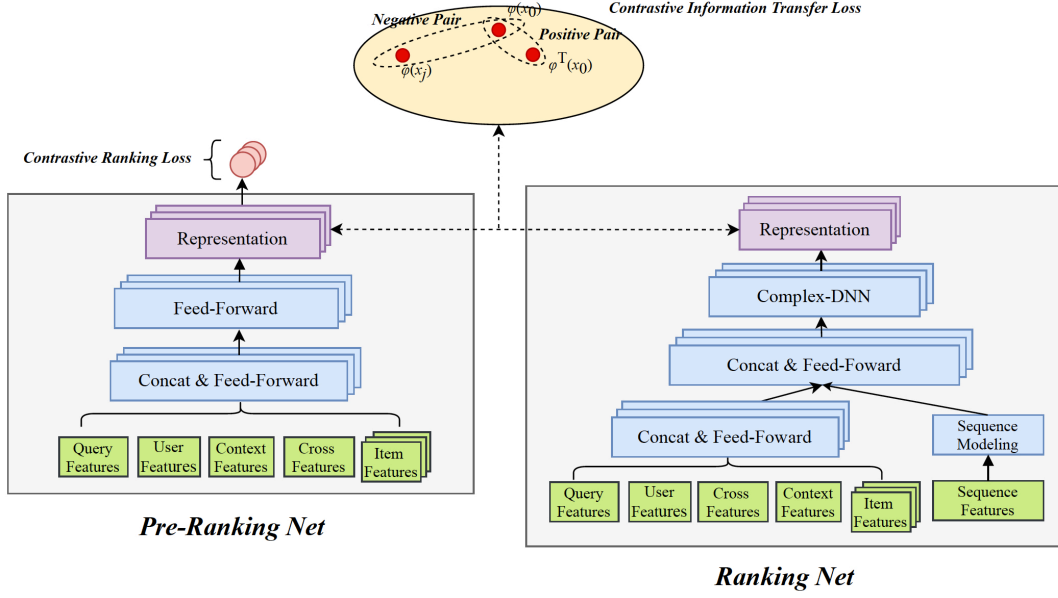 Contrastive Information Transfer Loss
φ(x0)
Negative Pair
Positive Pair
φ(xj)
φT(x0)
Contrastive Ranking Loss
Representation
Feed-Forward
Concat & Feed-Forward
Query
Features
User
Features
Context
Features
Cross
Features
Item
Features
Pre-Ranking Net
Representation
Complex-DNN
Concat & Feed-Foward
Concat & Feed-Foward
Sequence
Modeling
Query
Features
User
Features
Cross
Features
Context
Features
Item
Features
Sequence
Features
Ranking Net